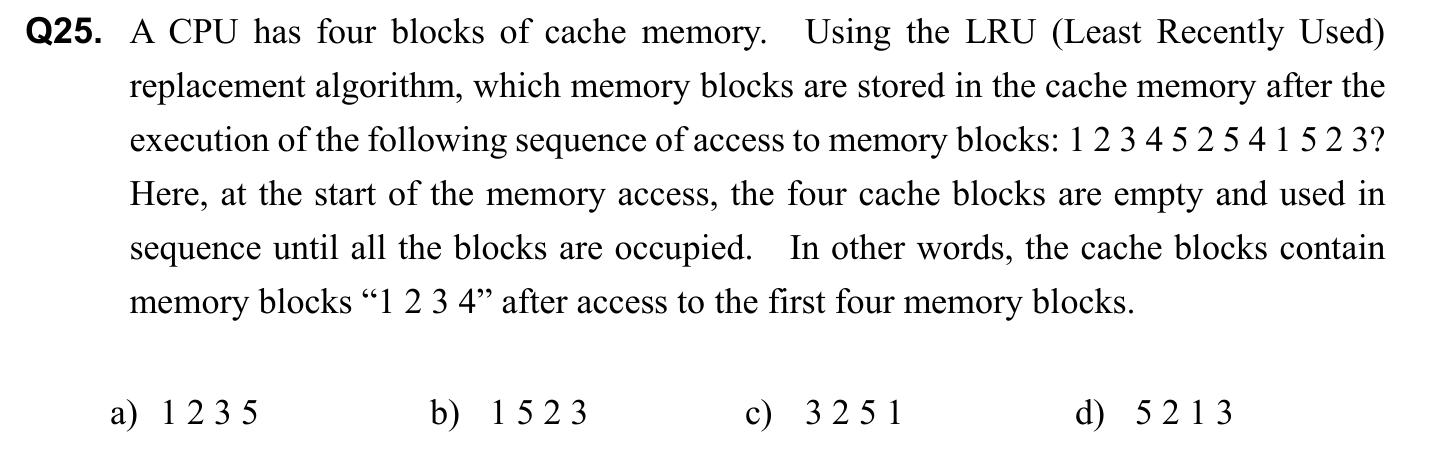 Q25. A CPU has four blocks of cache memory. Using the LRU (Least Recently Used)
replacement algorithm, which memory blocks are stored in the cache memory after the
execution of the following sequence of access to memory blocks: 1 2 3 4 5 2 5 4 1 5 2 3?
Here, at the start of the memory access, the four cache blocks are empty and used in
sequence until all the blocks are occupied. In other words, the cache blocks contain
memory blocks “1 2 3 4” after access to the first four memory blocks.
a) 1 2 3 5 b) 1 5 2 3 c) 3 2 5 1 d) 5 2 1 3